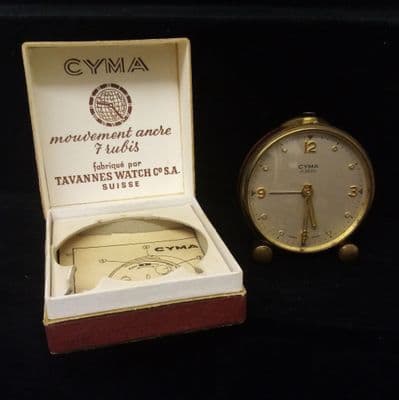 CYMA
mouvement ancre
7 rubis
fabriqué par
TAVANNES WATCH Co S.A.
SUISSE
CYMA
12
CYMA
9
3
6